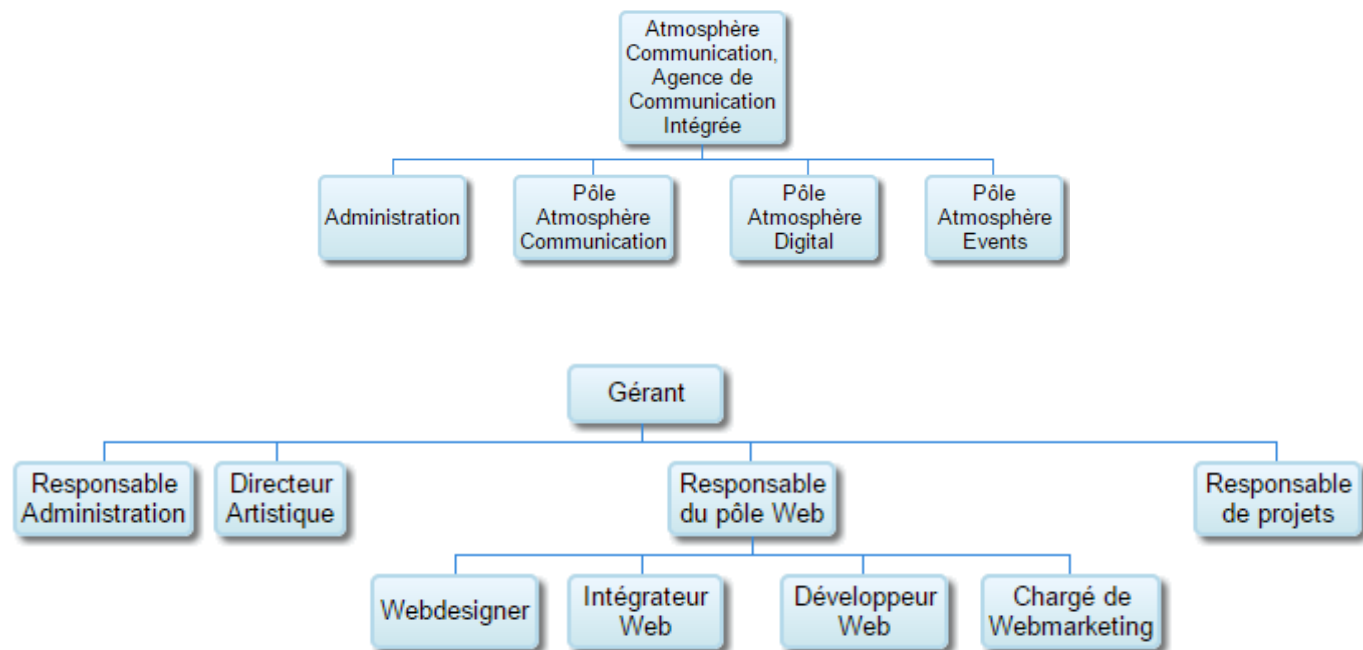 Atmosphère
Communication,
Agence de
Communication
Intégrée
Administration
Pôle
Atmosphère
Communication
Pôle
Atmosphère
Digital
Pôle
Atmosphère
Events
Gérant
Responsable
Administration
Directeur
Artistique
Responsable
du pôle Web
Responsable
de projets
Webdesigner
Intégrateur
Web
Développeur
Web
Chargé de
Webmarketing